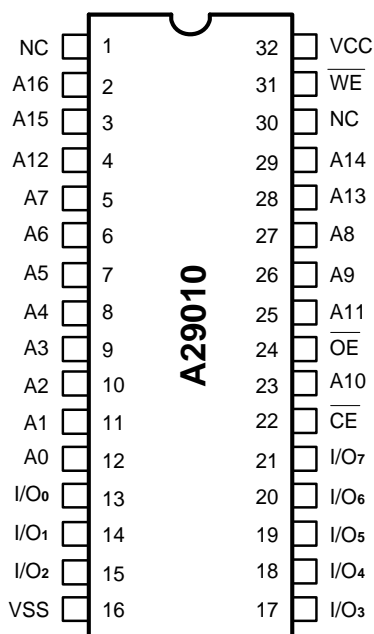 NC 1 32 VCC
A16 2 31 W̅E̅
A15 3 30 NC
A12 4 29 A14
A7 5 28 A13
A6 6 27 A8
A5 7 26 A9
A4 8 25 A11
A3 9 24 O̅E̅
A2 10 23 A10
A1 11 22 C̅E̅
A0 12 21 I/O₇
I/O₀ 13 20 I/O₆
I/O₁ 14 19 I/O₅
I/O₂ 15 18 I/O₄
VSS 16 17 I/O₃
A29010